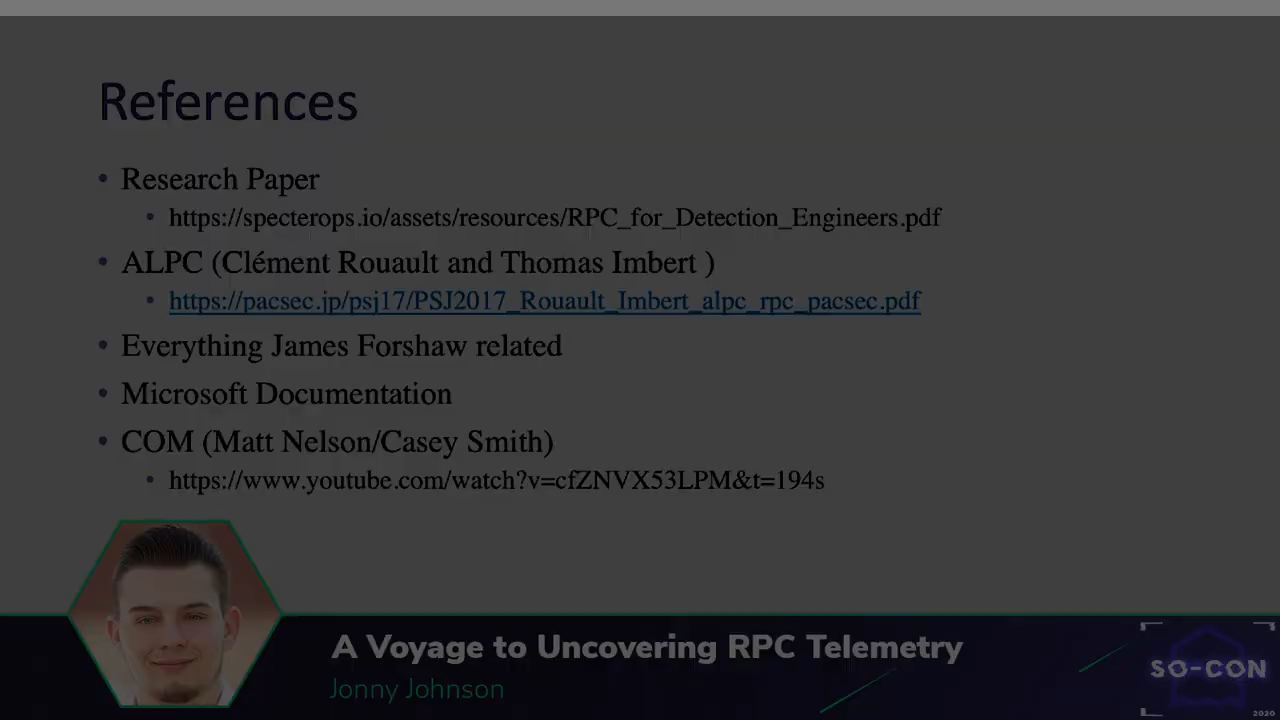 References
• Research Paper
• https://specterops.io/assets/resources/RPC_for_Detection_Engineers.pdf
• ALPC (Clément Rouault and Thomas Imbert )
• https://pacsec.jp/psj17/PSJ2017_Rouault_Imbert_alpc_rpc_pacsec.pdf
• Everything James Forshaw related
• Microsoft Documentation
• COM (Matt Nelson/Casey Smith)
• https://www.youtube.com/watch?v=cfZNVX53LPM&t=194s
A Voyage to Uncovering RPC Telemetry
Jonny Johnson
SO-CON
2020